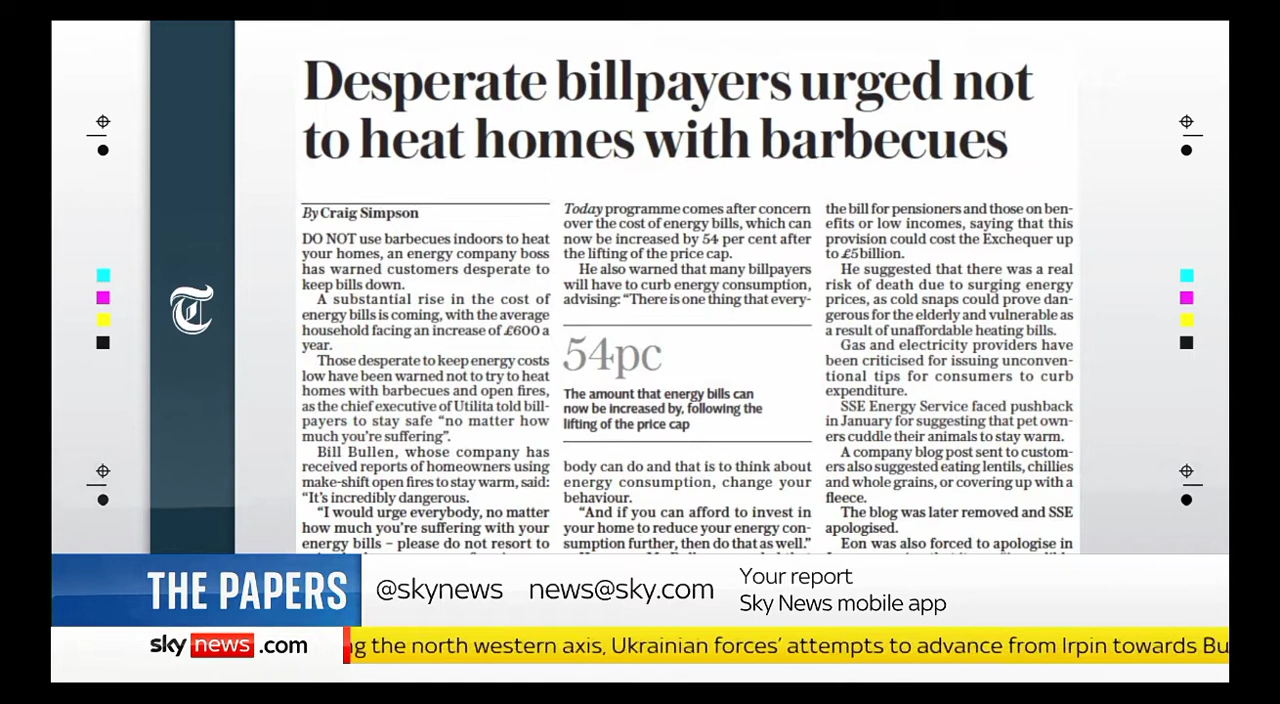 Desperate billpayers urged not
to heat homes with barbecues
By Craig Simpson
DO NOT use barbecues indoors to heat
your homes, an energy company boss
has warned customers desperate to
keep bills down.
A substantial rise in the cost of
energy bills is coming, with the average
household facing an increase of £600 a
year.
Those desperate to keep energy costs
low have been warned not to try to heat
homes with barbecues and open fires,
as the chief executive of Utilita told bill-
payers to stay safe “no matter how
much you’re suffering”.
Bill Bullen, whose company has
received reports of homeowners using
make-shift open fires to stay warm, said:
“It’s incredibly dangerous.
“I would urge everybody, no matter
how much you’re suffering with your
energy bills – please do not resort to
Today programme comes after concern
over the cost of energy bills, which can
now be increased by 54 per cent after
the lifting of the price cap.
He also warned that many billpayers
will have to curb energy consumption,
advising: “There is one thing that every-
54pc
The amount that energy bills can
now be increased by, following the
lifting of the price cap
body can do and that is to think about
energy consumption, change your
behaviour.
“And if you can afford to invest in
your home to reduce your energy con-
sumption further, then do that as well.”
the bill for pensioners and those on ben-
efits or low incomes, saying that this
provision could cost the Exchequer up
to £5billion.
He suggested that there was a real
risk of death due to surging energy
prices, as cold snaps could prove dan-
gerous for the elderly and vulnerable as
a result of unaffordable heating bills.
Gas and electricity providers have
been criticised for issuing unconven-
tional tips for consumers to curb
expenditure.
SSE Energy Service faced pushback
in January for suggesting that pet own-
ers cuddle their animals to stay warm.
A company blog post sent to custom-
ers also suggested eating lentils, chillies
and whole grains, or covering up with a
fleece.
The blog was later removed and SSE
apologised.
Eon was also forced to apologise in
T
THE PAPERS
@skynews news@sky.com
Your report
Sky News mobile app
sky news .com
g the north western axis, Ukrainian forces’ attempts to advance from Irpin towards Bu